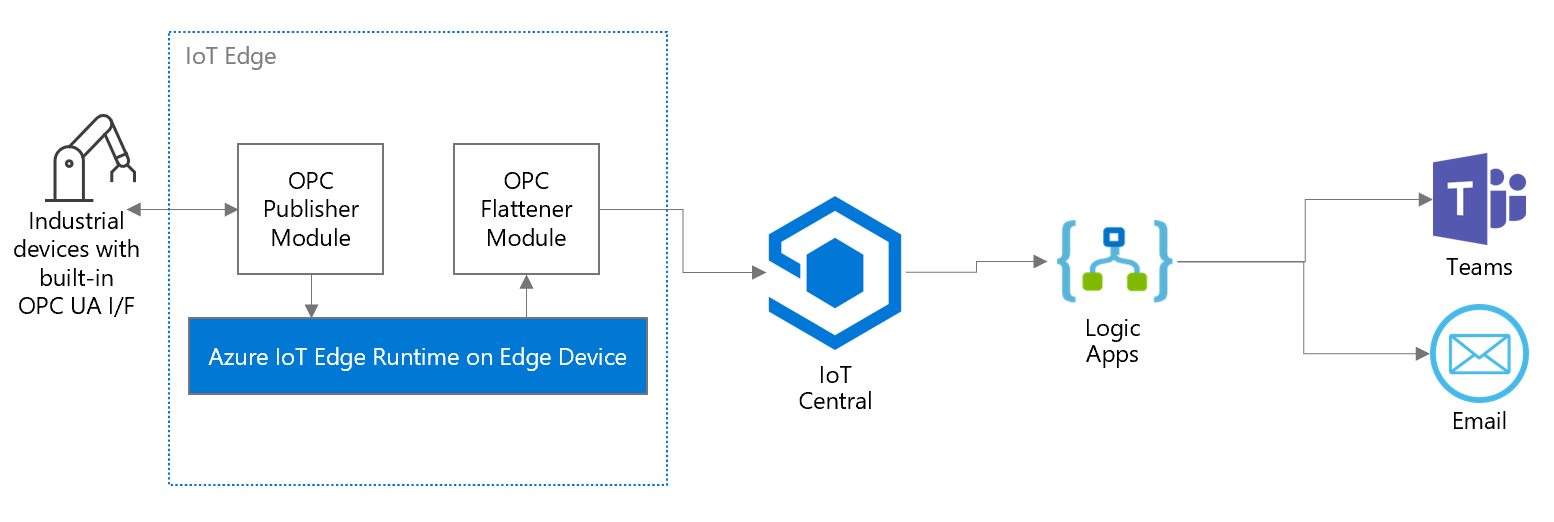 IoT Edge
Industrial
devices with
built-in
OPC UA I/F
OPC
Publisher
Module
OPC
Flattener
Module
Azure IoT Edge Runtime on Edge Device
IoT
Central
Logic
Apps
T
Teams
Email